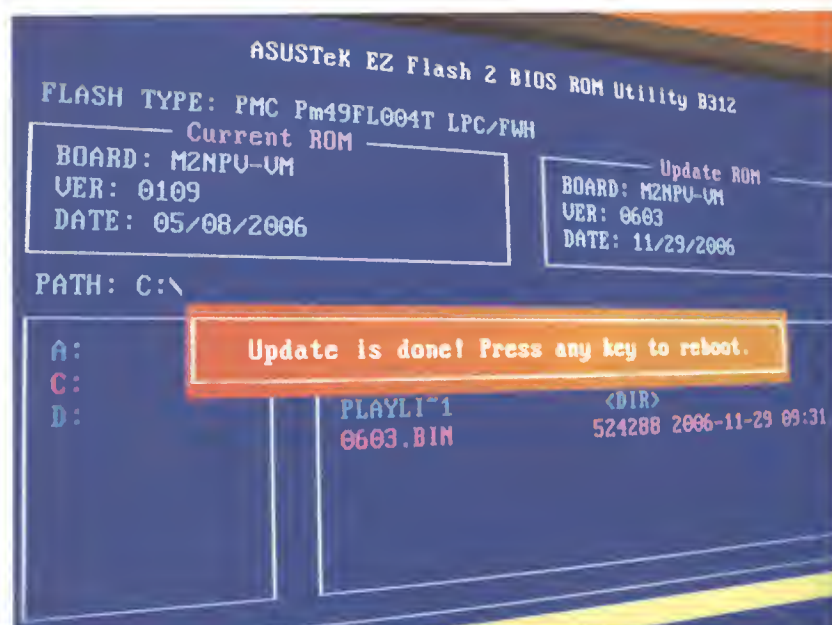 ASUSTeK EZ Flash 2 BIOS ROM Utility B312
FLASH TYPE: PMC Pm49FL004T LPC/FWH
Current ROM
BOARD: M2NPV-VM
VER: 0109
DATE: 05/08/2006
Update ROM
BOARD: M2NPV-VM
VER: 0603
DATE: 11/29/2006
PATH: C:\
A:
C:
D:
Update is done! Press any key to reboot.
PLAYLI~1 <DIR>
0603.BIN 524288 2006-11-29 09:31